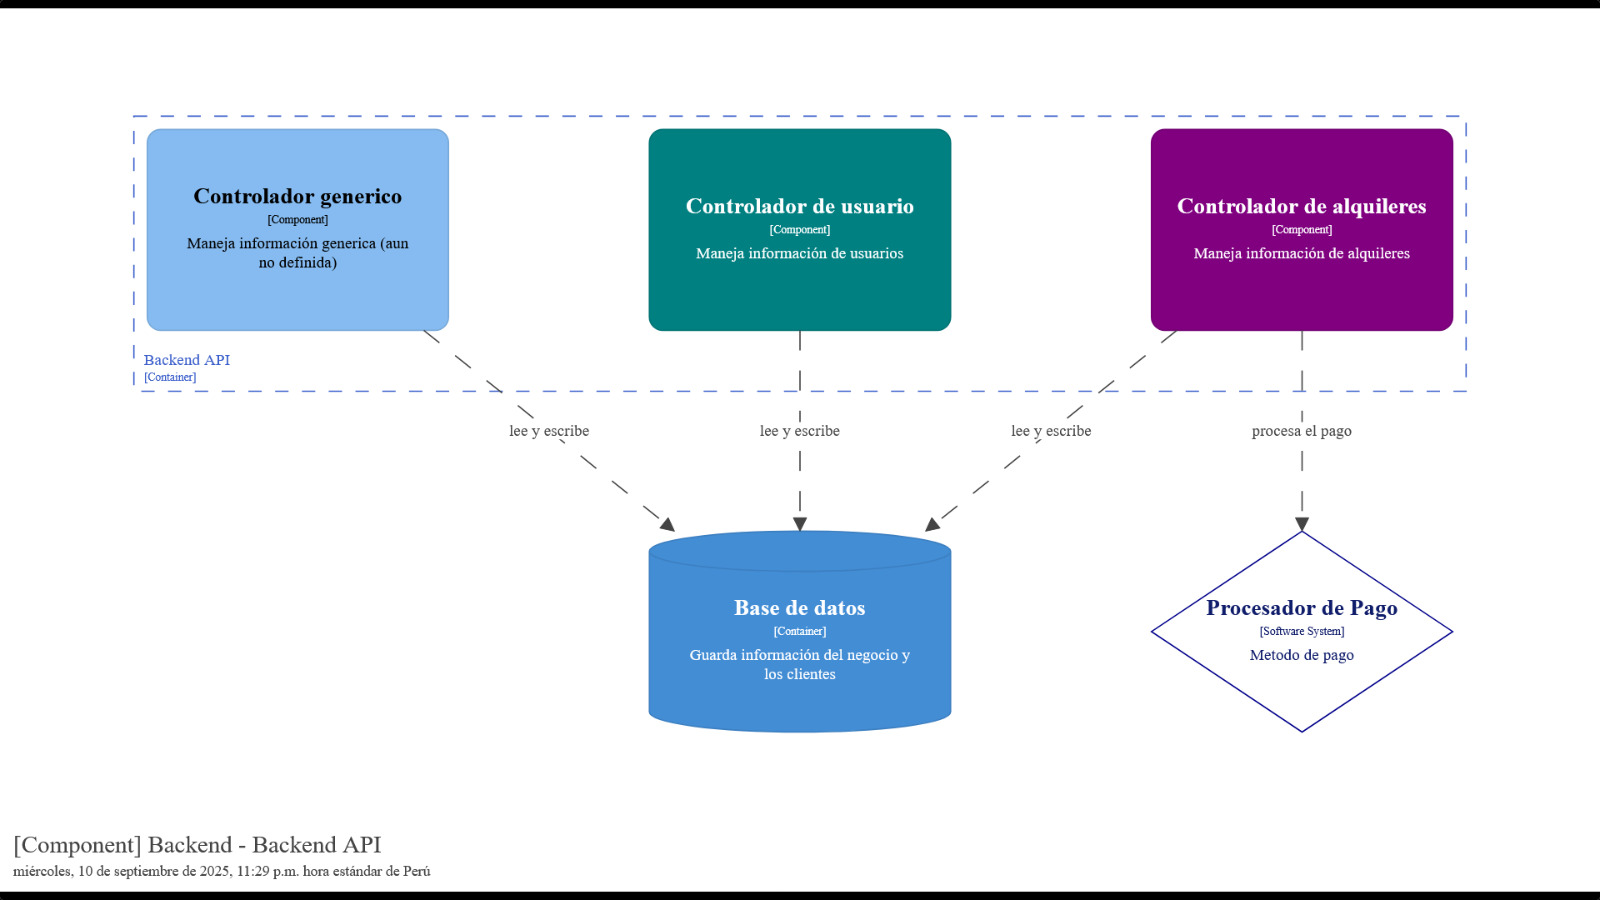 Controlador generico
[Component]
Maneja información generica (aun
no definida)
Controlador de usuario
[Component]
Maneja información de usuarios
Controlador de alquileres
[Component]
Maneja información de alquileres
Backend API
[Container]
lee y escribe
lee y escribe
lee y escribe
procesa el pago
Base de datos
[Container]
Guarda información del negocio y
los clientes
Procesador de Pago
[Software System]
Metodo de pago
[Component] Backend - Backend API
miércoles, 10 de septiembre de 2025, 11:29 p.m. hora estándar de Perú